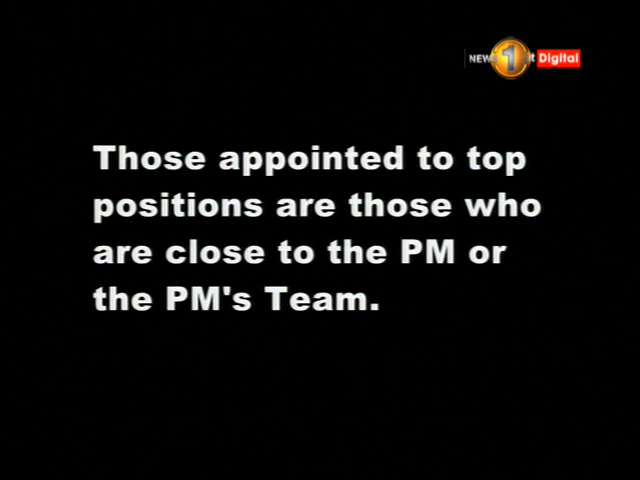 NEWS 1st Digital
Those appointed to top
positions are those who
are close to the PM or
the PM's Team.